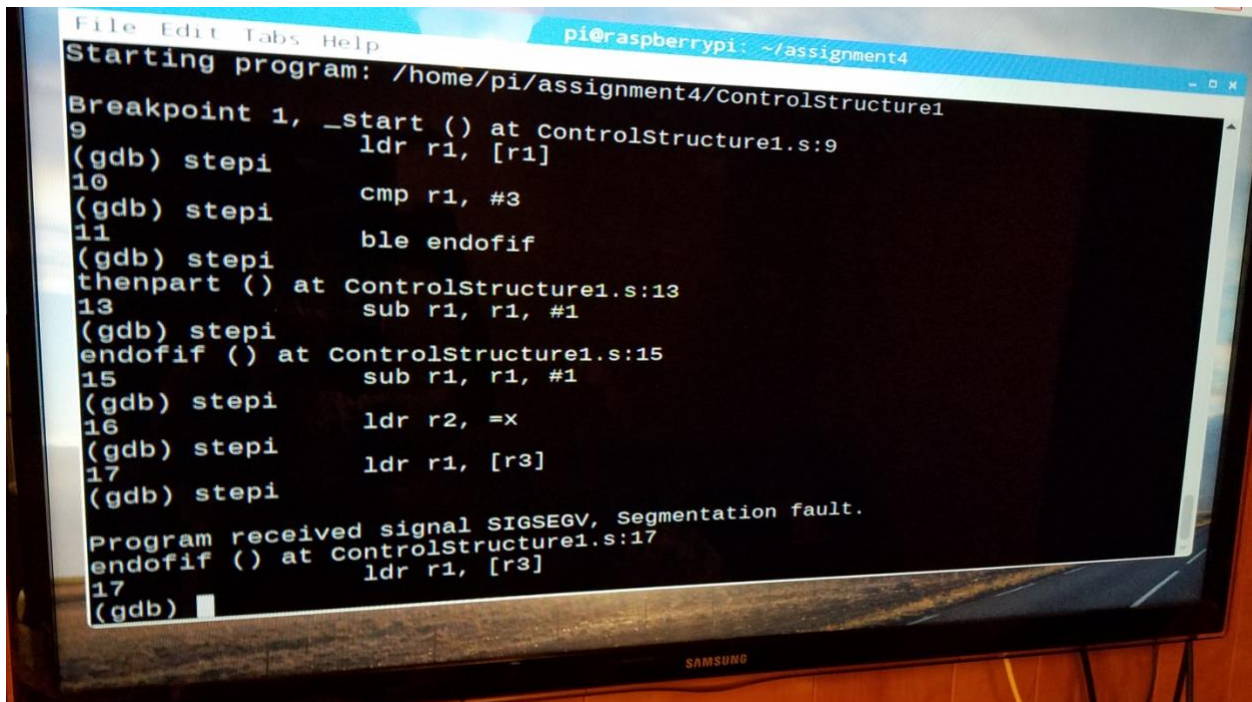 File Edit Tabs Help
pi@raspberrypi: ~/assignment4
Starting program: /home/pi/assignment4/ControlStructure1
Breakpoint 1, _start () at ControlStructure1.s:9
9 ldr r1, [r1]
(gdb) stepi
10 cmp r1, #3
(gdb) stepi
11 ble endofif
(gdb) stepi
thenpart () at ControlStructure1.s:13
13 sub r1, r1, #1
(gdb) stepi
endofif () at ControlStructure1.s:15
15 sub r1, r1, #1
(gdb) stepi
16 ldr r2, =x
(gdb) stepi
17 ldr r1, [r3]
(gdb) stepi
Program received signal SIGSEGV, Segmentation fault.
endofif () at ControlStructure1.s:17
17 ldr r1, [r3]
(gdb)
SAMSUNG